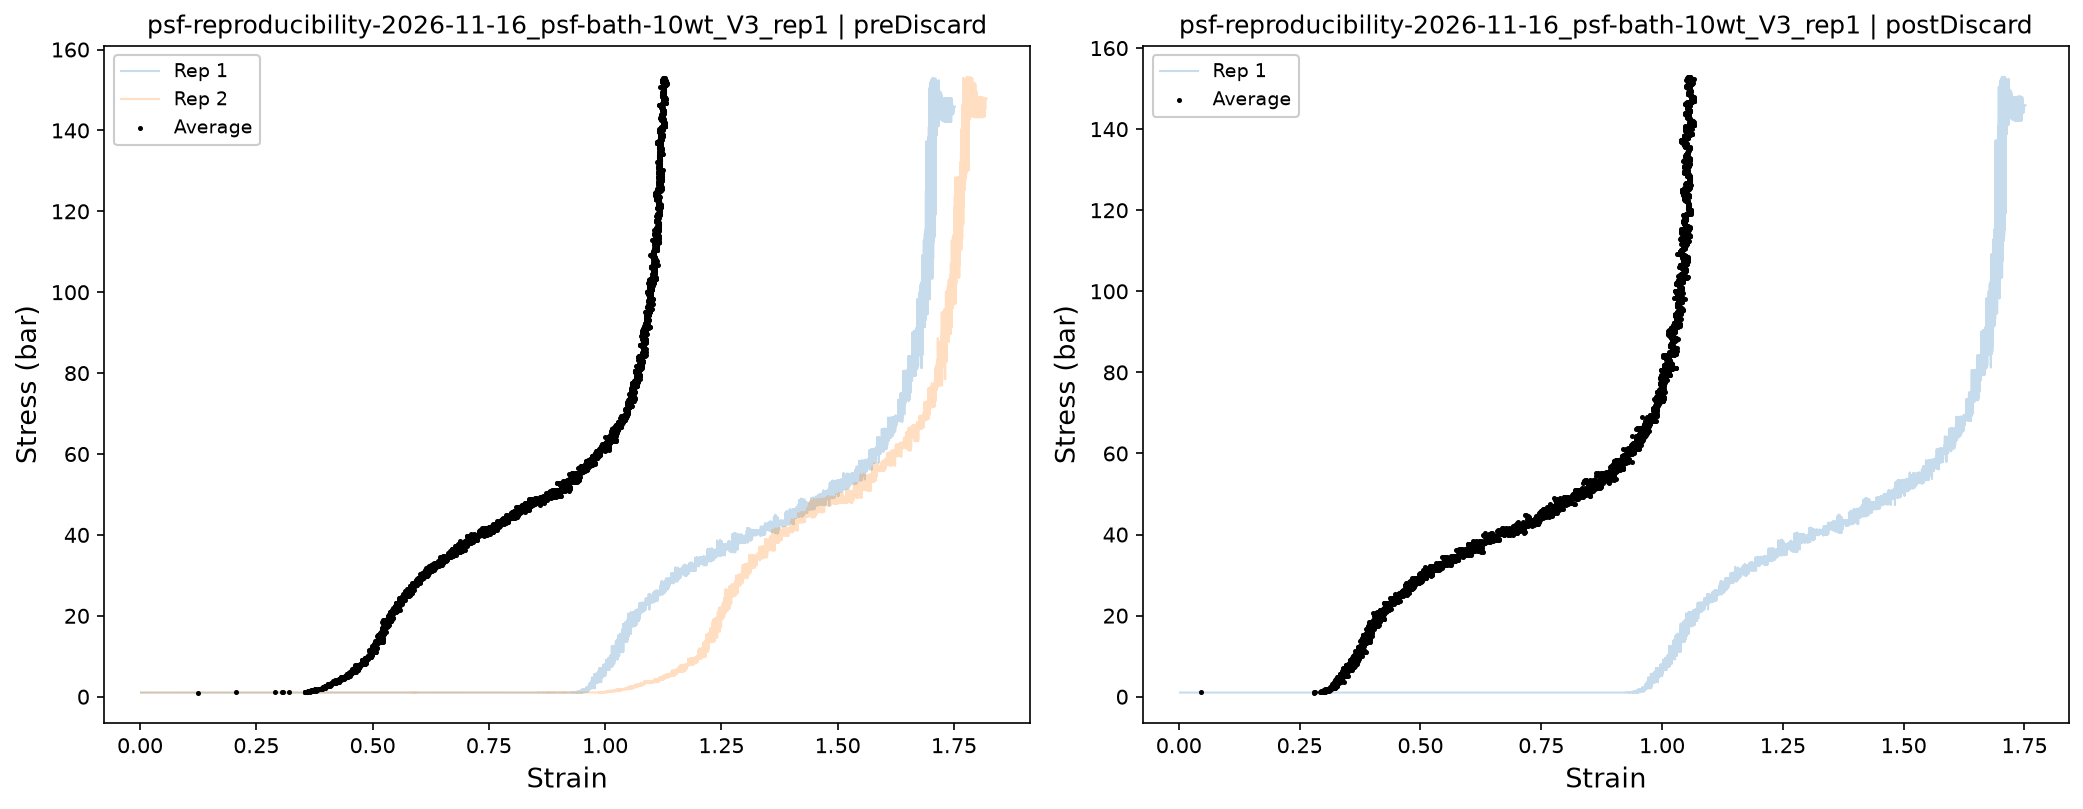 psf-reproducibility-2026-11-16_psf-bath-10wt_V3_rep1 | preDiscard
Rep 1
Rep 2
Average
160
140
120
100
80
60
40
20
0
Stress (bar)
0.00 0.25 0.50 0.75 1.00 1.25 1.50 1.75
Strain
psf-reproducibility-2026-11-16_psf-bath-10wt_V3_rep1 | postDiscard
Rep 1
Average
160
140
120
100
80
60
40
20
0
Stress (bar)
0.00 0.25 0.50 0.75 1.00 1.25 1.50 1.75
Strain